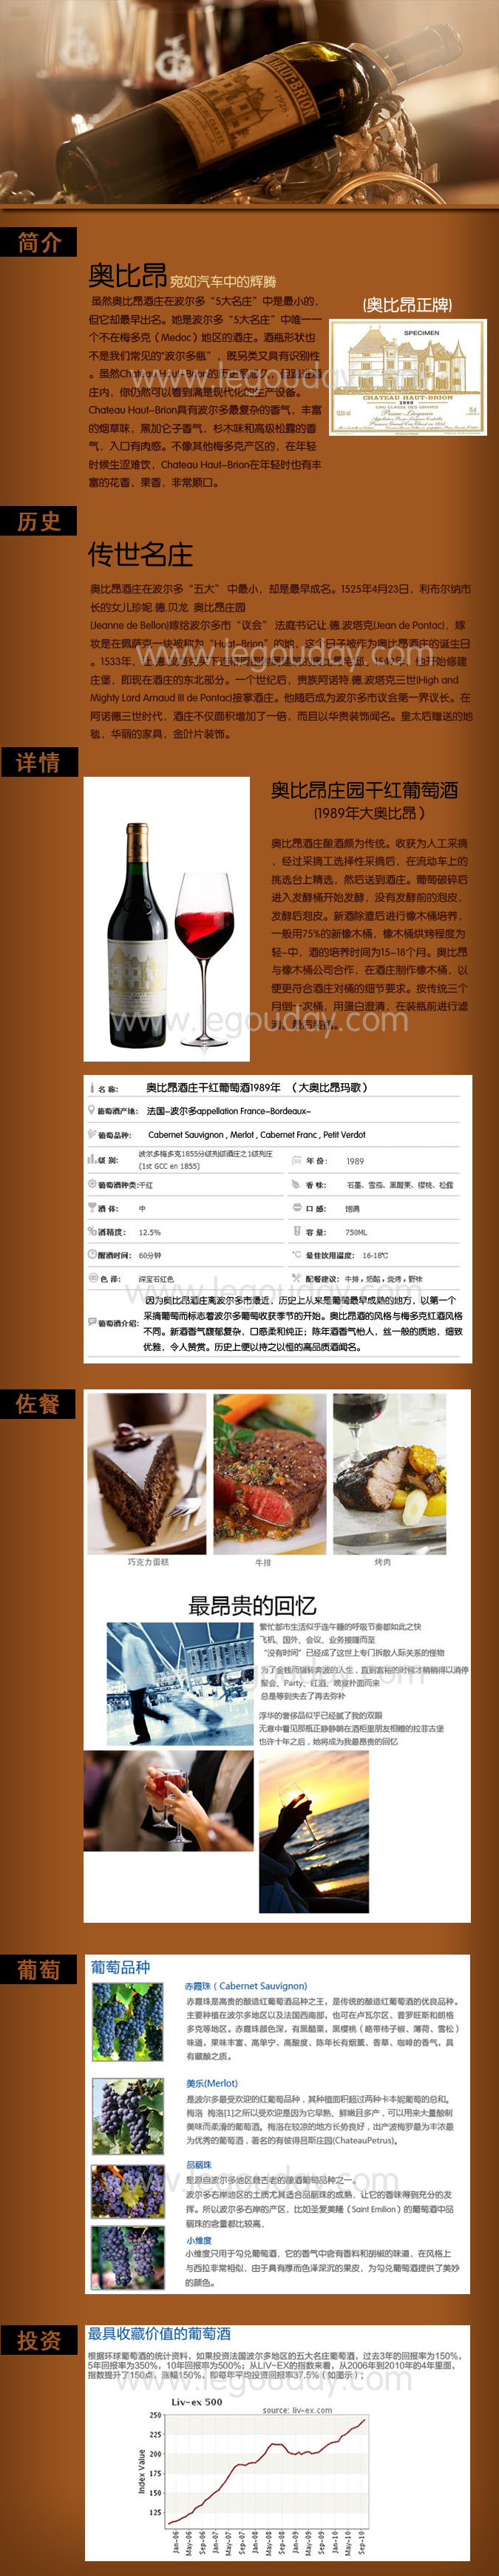 HAUT-BRION
简介
奥比昂 宛如汽车中的辉腾
虽然奥比昂酒庄在波尔多“5大名庄”中是最小的，
但它却最早出名。她是波尔多“5大名庄”中唯一一
个不在梅多克（Medoc）地区的酒庄。酒瓶形状也
不是我们常见的“波尔多瓶”，既另类又具有识别性
。虽然Chateau Haut-Brion的历史悠久，但到过酒
庄内，你仍然可以看到满是现代化的生产设备。
Chateau Haut-Brion具有波尔多最复杂的香气，丰富
的烟草味，黑加仑子香气，杉木味和高级松露的香
气，入口有肉感。不像其他梅多克产区的，在年轻
时候生涩难饮，Chateau Haut-Brion在年轻时也有丰
富的花香，果香，非常顺口。
(奥比昂正牌)
SPECIMEN
CHATEAU HAUT-BRION
2000
www.legouday.com
历史
传世名庄
奥比昂酒庄在波尔多“五大” 中最小，却是最早成名。1525年4月23日，利布尔纳市
长的女儿珍妮.德.贝龙 奥比昂庄园
(Jeanne de Bellon)嫁给波尔多市“议会” 法庭书记让.德.波塔克(Jean de Pontac)，嫁
妆是在佩萨克一块被称为“Huat-Brion”的地，这个日子被作为奥比昂酒庄的诞生日
庄堡，即现在酒庄的东北部分。一个世纪后，贵族阿诺特.德.波塔克三世(High and
Mighty Lord Arnaud III de Pontac)接掌酒庄。他随后成为波尔多市议会第一界议长。在
阿诺德三世时代，酒庄不仅面积增加了一倍，而且以华贵装饰闻名。皇太后赠送的地
毯，华丽的家具，金叶片装饰。
www.legouday.com
详情
奥比昂庄园干红葡萄酒
(1989年大奥比昂）
奥比昂酒庄酿酒颇为传统。收获为人工采摘
，经过采摘工选择性采摘后，在流动车上的
挑选台上精选，然后送到酒庄。葡萄破碎后
进入发酵桶开始发酵，没有发酵前的泡皮，
发酵后泡皮。新酒除渣后进行橡木桶培养，
一般用75%的新橡木桶，橡木桶烘烤程度为
轻-中，酒的培养时间为15-18个月。奥比昂
与橡木桶公司合作，在酒庄制作橡木桶，以
便更符合酒庄对桶的细节要求。按传统三个
月倒一次桶，用蛋白澄清，在装瓶前进行滤
www.legouday.com
名 称： 奥比昂酒庄干红葡萄酒1989年 （大奥比昂玛歌）
葡萄酒产地： 法国-波尔多appellation France-Bordeaux-
葡萄品种： Cabernet Sauvignon , Merlot , Cabernet Franc , Petit Verdot
级 别： 波尔多梅多克1855分级列级酒庄之1级列庄
(1st GCC en 1855)
年 份： 1989
葡萄酒种类:干红
香 味： 石墨、雪茄、黑醋栗、樱桃、松露
酒 体： 中
口 感： 饱满
酒精度： 12.5%
容 量： 750ML
醒酒时间： 60分钟
最佳饮用温度： 16-18℃
色 泽： 深宝石红色
配餐建议： 牛排，奶酪，烧烤，野味
葡萄酒介绍:
因为奥比昂酒庄离波尔多市最近，历史上从来是葡萄最早成熟的地方，以第一个
采摘葡萄而标志着波尔多葡萄收获季节的开始。奥比昂酒的风格与梅多克红酒风格
不同。新酒香气馥郁复杂，口感柔和纯正；陈年酒香气怡人，丝一般的质地，细致
优雅，令人赞赏。历史上便以持之以恒的高品质酒闻名。
www.legouday.com
佐餐
巧克力蛋糕
牛排
烤肉
最昂贵的回忆
繁忙都市生活似乎连午睡的呼吸节奏都如此之快
飞机、国外、会议、业务接踵而至
“没有时间”已经成了这世上专门拆散人际关系的怪物
为了金钱而辗转奔波的人生，直到富裕的时候才稍稍得以消停
聚会、Party、红酒、晚宴扑面而来
总是等到失去了再去弥补
浮华的奢侈品似乎已经腻了我的双眼
无意中看见那瓶正静静躺在酒柜里朋友相赠的拉菲古堡
也许十年之后，她将成为我最昂贵的回忆
葡萄
葡萄品种
赤霞珠（Cabernet Sauvignon)
赤霞珠是高贵的酿造红葡萄酒品种之王，是传统的酿造红葡萄酒的优良品种。
主要种植在波尔多地区以及法国西南部，也可在卢瓦尔区、普罗旺斯和朗格
多克等地区。赤霞珠颜色深，有黑醋栗，黑樱桃（略带柿子椒、薄荷、雪松）
味道，果味丰富、高单宁、高酸度、陈年长有烟熏、香草、咖啡的香气，具
有藏酿之质。
美乐(Merlot)
是波尔多最受欢迎的红葡萄品种，其种植面积超过两种卡本妮葡萄的总和。
梅洛 梅洛[1]之所以受欢迎是因为它早熟、鲜嫩且多产，可以用来大量酿制
美味而柔滑的葡萄酒。梅洛在较凉的地方长势良好，出产波梅罗最为丰浓最
为优秀的葡萄酒，著名的有彼得吕斯庄园(ChateauPetrus)。
品丽珠
是源自波尔多地区最古老的酿酒葡萄品种之一。
波尔多右岸地区的土质尤其适合品丽珠的成熟，让它的香味得到充分的发
挥。所以波尔多右岸的产区，比如圣爱美隆（Saint Emilion）的葡萄酒中品
丽珠的含量都比较高。
小维度
小维度只用于勾兑葡萄酒，它的香气中含有香料和胡椒的味道，在风格上
与西拉非常相似，由于具有厚而色泽深沉的果皮，为勾兑葡萄酒提供了美妙
的颜色。
投资
最具收藏价值的葡萄酒
根据环球葡萄酒的统计资料，如果投资法国波尔多地区的五大名庄葡萄酒，过去3年的回报率为150%，
5年回报率为350%，10年回报率为500%；从LIV-EX的指数来看，从2006年到2010年的4年里面，
指数提升了150点，涨幅150%，即每年平均投资回报率37.5%（如图示）；
Liv-ex 500
source: liv-ex.com
Index Value
250
225
200
175
150
125
Jan-06
May-06
Sep-06
Jan-07
May-07
Sep-07
Jan-08
May-08
Sep-08
Jan-09
May-09
Sep-09
Jan-10
May-10
Sep-10